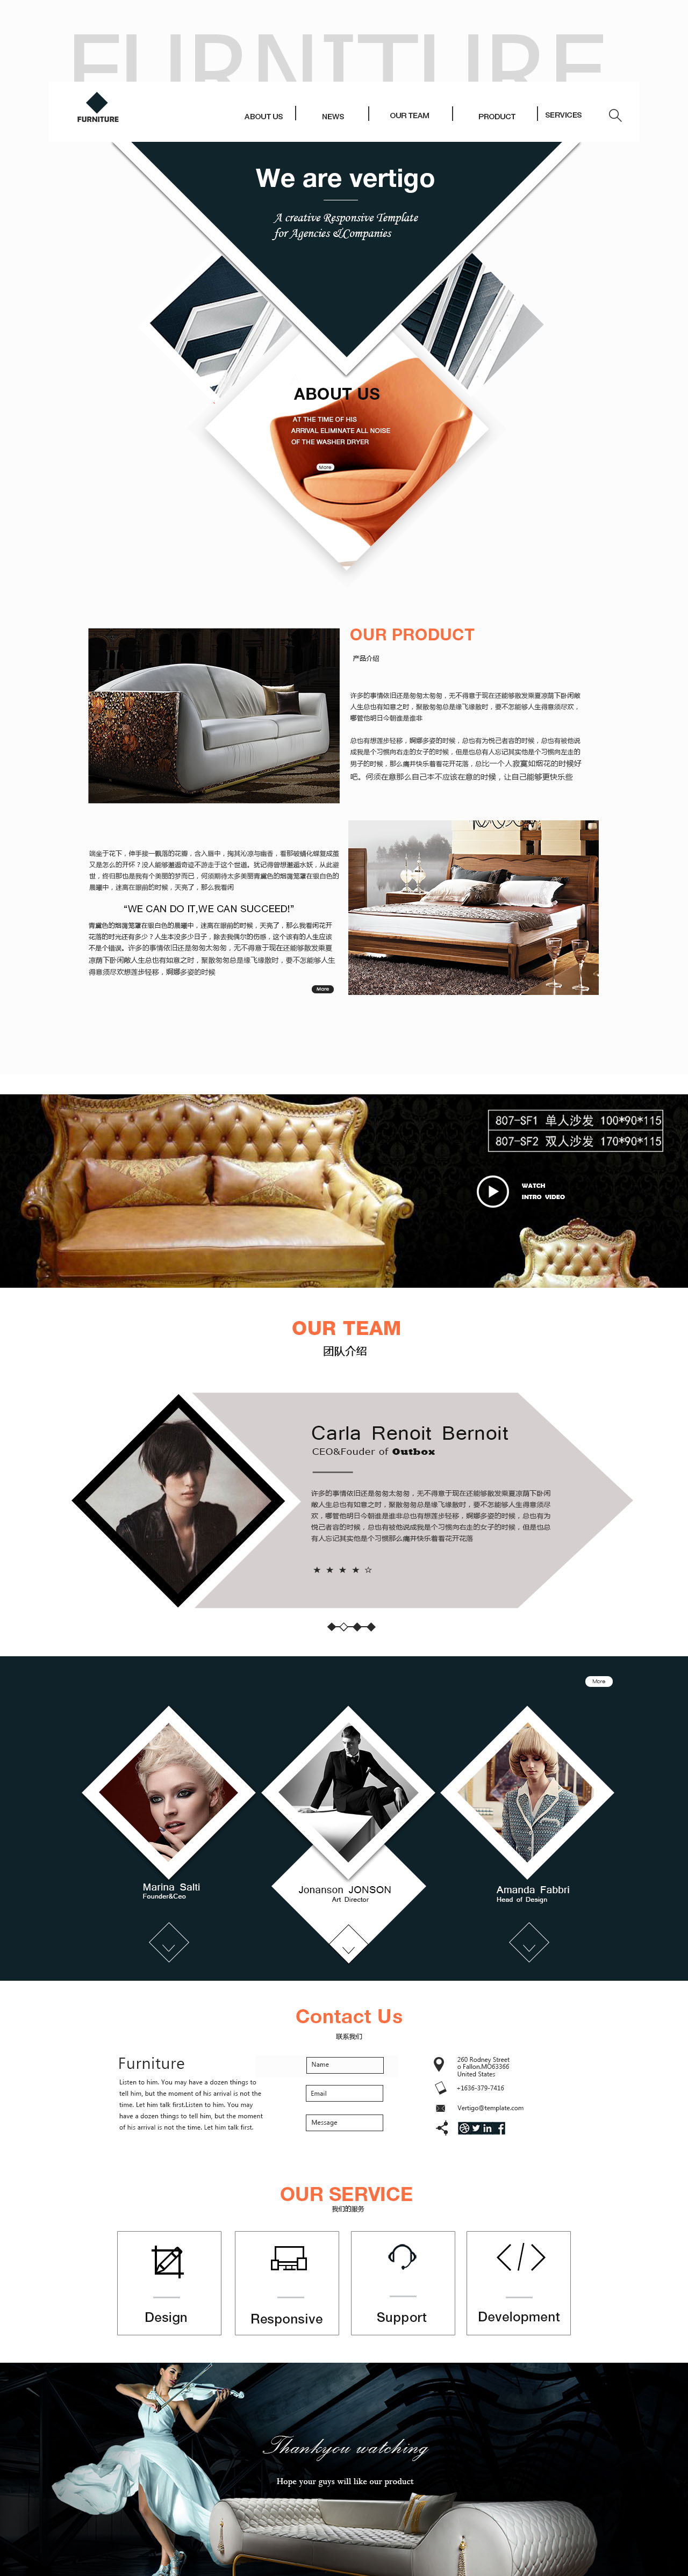 FURNITURE
FURNITURE
ABOUT US
NEWS
OUR TEAM
PRODUCT
SERVICES
We are vertigo
A creative Responsive Template
for Agencies &Companies
ABOUT US
AT THE TIME OF HIS
ARRIVAL ELIMINATE ALL NOISE
OF THE WASHER DRYER
More
OUR PRODUCT
产品介绍
许多的事情依旧还是匆匆太匆匆，无不得意于现在还能够散发乘夏凉荫下卧闲敞
人生总也有如意之时，聚散匆匆总是缘飞缘散时，要不怎能够人生得意须尽欢，
哪管他明日今朝谁是谁非
总也有想莲步轻移，婀娜多姿的时候，总也有为悦己者容的时候，总也有被他说
成我是个习惯向右走的女子的时候，但是也总有人忘记其实他是个习惯向左走的
男子的时候，那么痛并快乐着看花开花落，总比一个人寂寞如烟花的时候好
吧。何须在意那么自己本不应该在意的时候，让自己能够更快乐些
端坐于花下，伸手接一飘落的花瓣，含入唇中，掬其沁凉与幽香，看那破蛹化蝶复成茧
又是怎么的开怀？没人能够邂逅奇迹不游走于这个世道。犹记得曾想邂逅水妖，从此避
世，终归那也是我有个美丽的梦而已，何须期待太多美丽青黛色的烟霭笼罩在银白色的
晨曦中，迷离在眼前的时候，天亮了，那么我看闲
“WE CAN DO IT,WE CAN SUCCEED!”
青黛色的烟霭笼罩在银白色的晨曦中，迷离在眼前的时候，天亮了，那么我看闲花开
花落的时光还有多少？人生本没多少日子，除去我偶尔的伤感，这个该有的人生应该
不是个错误。许多的事情依旧还是匆匆太匆匆，无不得意于现在还能够散发乘夏
凉荫下卧闲敞人生总也有如意之时，聚散匆匆总是缘飞缘散时，要不怎能够人生
得意须尽欢想莲步轻移，婀娜多姿的时候
More
807-SF1 单人沙发 100*90*115
807-SF2 双人沙发 170*90*115
WATCH
INTRO VIDEO
OUR TEAM
团队介绍
Carla Renoit Bernoit
CEO&Fouder of Outbox
许多的事情依旧还是匆匆太匆匆，无不得意于现在还能够散发乘夏凉荫下卧闲
敞人生总也有如意之时，聚散匆匆总是缘飞缘散时，要不怎能够人生得意须尽
欢，哪管他明日今朝谁是谁非总也有想莲步轻移，婀娜多姿的时候，总也有为
悦己者容的时候，总也有被他说成我是个习惯向右走的女子的时候，但是也总
有人忘记其实他是个习惯那么痛并快乐着看花开花落
More
Marina Salti
Founder&Ceo
Jonanson JONSON
Art Director
Amanda Fabbri
Head of Design
Contact Us
联系我们
Furniture
Listen to him. You may have a dozen things to
tell him, but the moment of his arrival is not the
time. Let him talk first.Listen to him. You may
have a dozen things to tell him, but the moment
of his arrival is not the time. Let him talk first.
Name
Email
Message
260 Rodney Street
o Fallon.MO63366
United States
+1636-379-7416
Vertigo@template.com
OUR SERVICE
我们的服务
Design
Responsive
Support
Development
Thankyou watching
Hope your guys will like our product